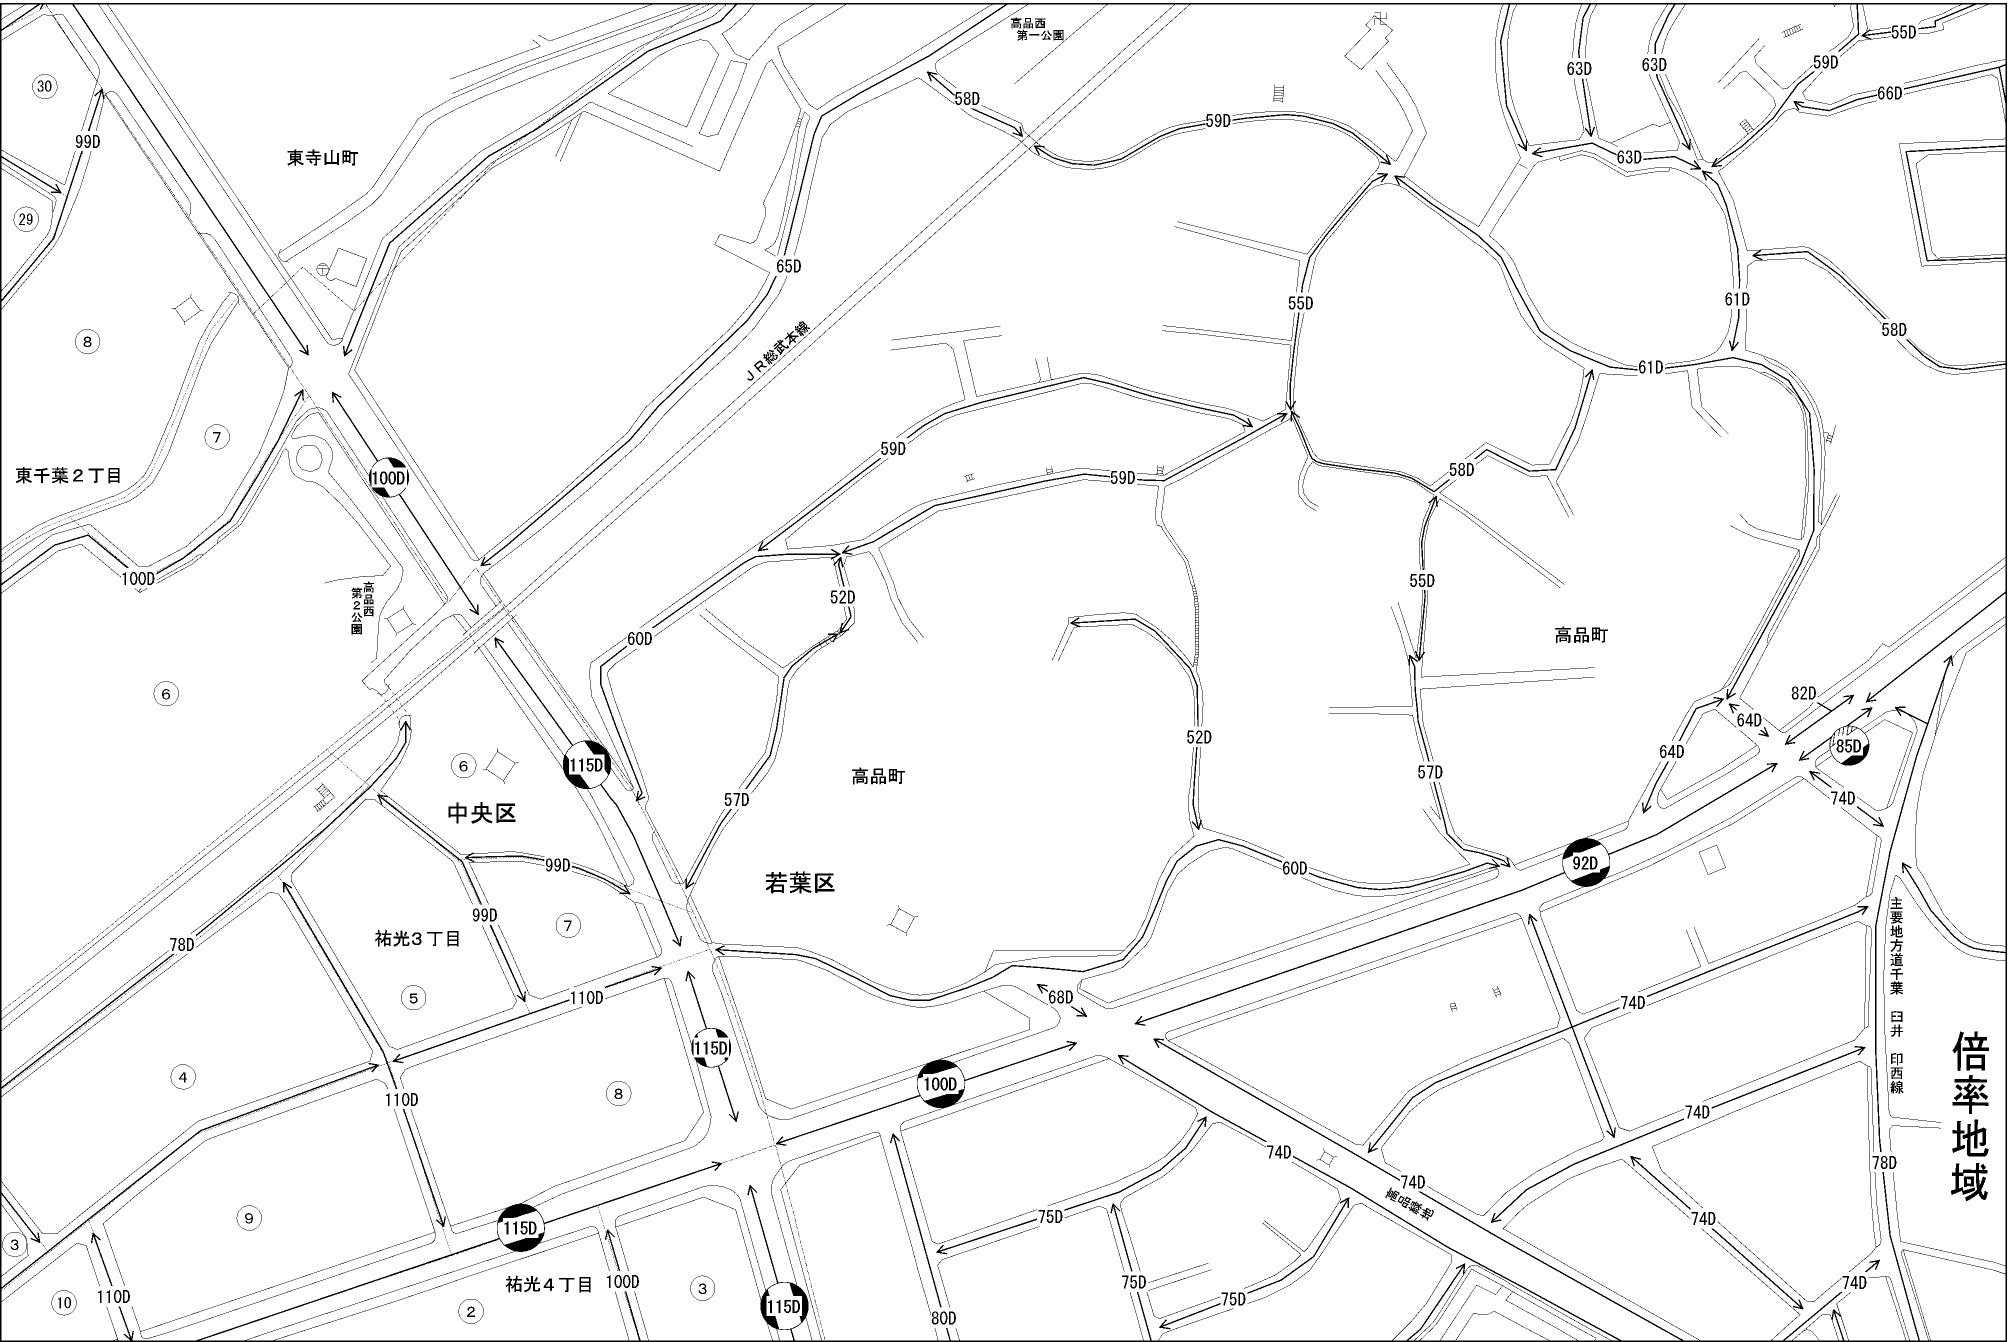 高品西
第一公園
55D
59D
63D
63D
30
66D
58D
59D
99D
東寺山町
63D
29
65D
61D
55D
58D
8
JR総武本線
61D
7
59D
58D
東千葉2丁目
100D
59D
100D
55D
高品西
第2公園
52D
60D
高品町
6
82D
64D
52D
85D
64D
6
115D
57D
高品町
57D
74D
中央区
99D
92D
60D
若葉区
99D
7
祐光3丁目
78D
主要地方道千葉 臼井 印西線
5
110D
68D
74D
115D
倍率地域
4
100D
8
110D
74D
74D
78D
74D
高品緑地
9
75D
74D
115D
3
祐光4丁目
100D
75D
74D
3
10
110D
115D
75D
2
80D